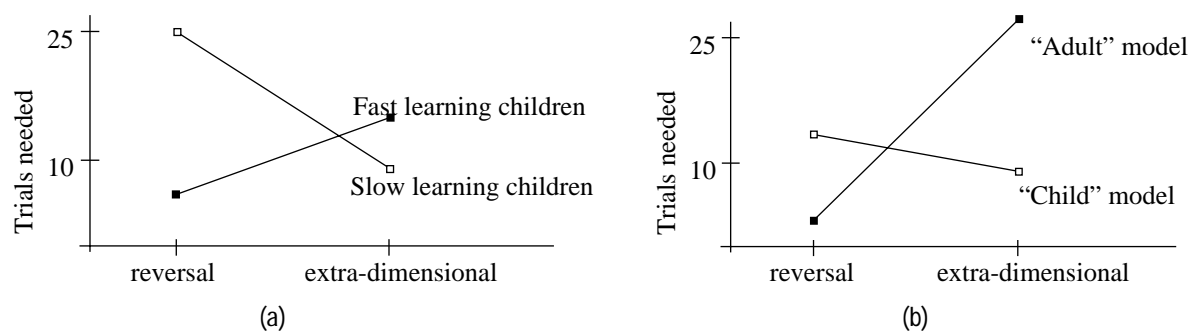 25
10
Trials needed
Fast learning children
Slow learning children
reversal
extra-dimensional
(a)
25
10
Trials needed
“Adult” model
“Child” model
reversal
extra-dimensional
(b)